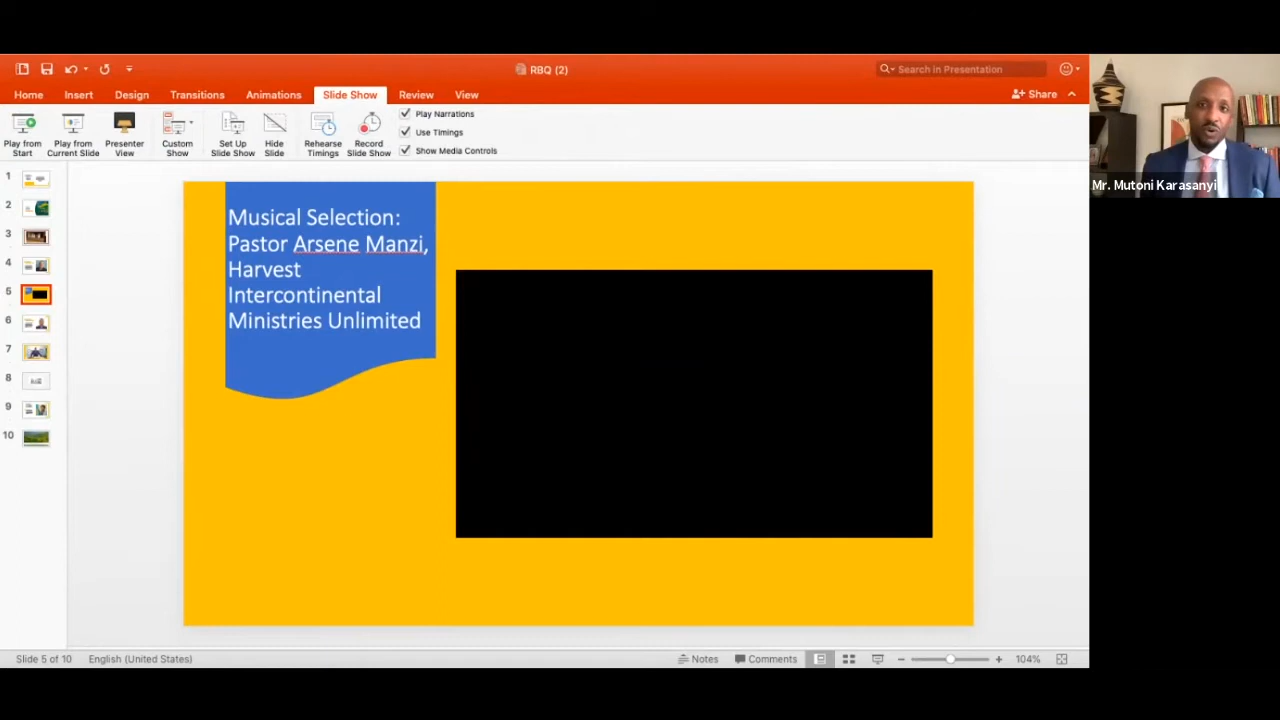 RBQ (2)
Search in Presentation
Home Insert Design Transitions Animations Slide Show Review View
Share
Play from Start
Play from Current Slide
Presenter View
Custom Show
Set Up Slide Show
Hide Slide
Rehearse Timings
Record Slide Show
Play Narrations
Use Timings
Show Media Controls
1
2
3
4
5
6
7
8
9
10
Musical Selection:
Pastor Arsene Manzi,
Harvest
Intercontinental
Ministries Unlimited
Mr. Mutoni Karasanyi
Slide 5 of 10 English (United States) Notes Comments 104%